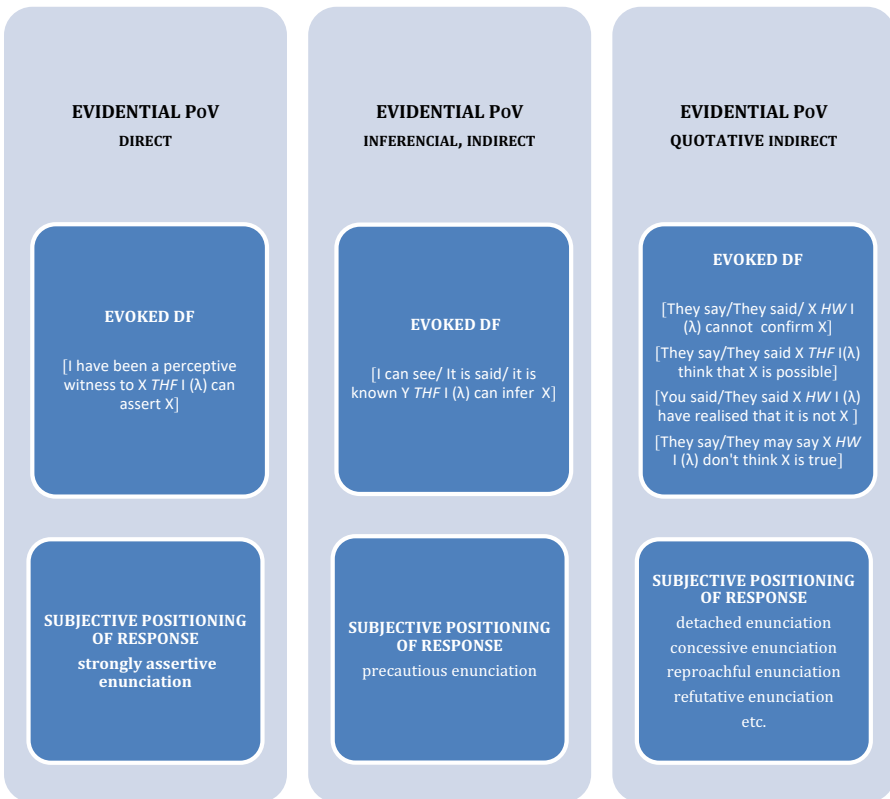 EVIDENTIAL PoV
DIRECT
EVOKED DF
[I have been a perceptive
witness to X THF I (λ) can
assert X]
SUBJECTIVE POSITIONING
OF RESPONSE
strongly assertive
enunciation
EVIDENTIAL PoV
INFERENCIAL, INDIRECT
EVOKED DF
[I can see/ It is said/ it is
known Y THF I (λ) can infer X]
SUBJECTIVE POSITIONING
OF RESPONSE
precautious enunciation
EVIDENTIAL PoV
QUOTATIVE INDIRECT
EVOKED DF
[They say/They said/ X HW I
(λ) cannot confirm X]
[They say/They said X THF I(λ)
think that X is possible]
[You said/They said X HW I (λ)
have realised that it is not X ]
[They say/They may say X HW
I (λ) don't think X is true]
SUBJECTIVE POSITIONING
OF RESPONSE
detached enunciation
concessive enunciation
reproachful enunciation
refutative enunciation
etc.